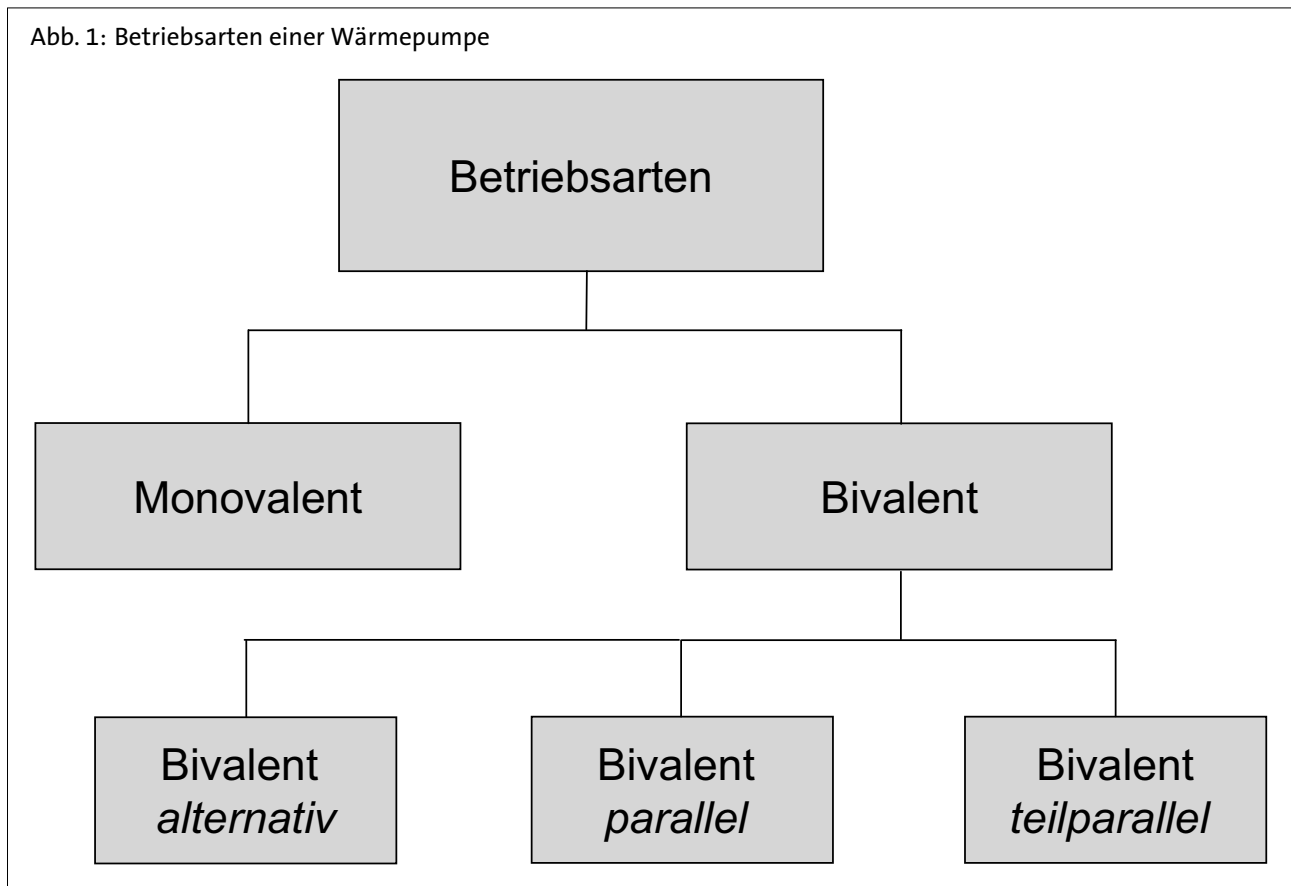 Abb. 1: Betriebsarten einer Wärmepumpe
Betriebsarten
Monovalent
Bivalent
Bivalent
alternativ
Bivalent
parallel
Bivalent
teilparallel